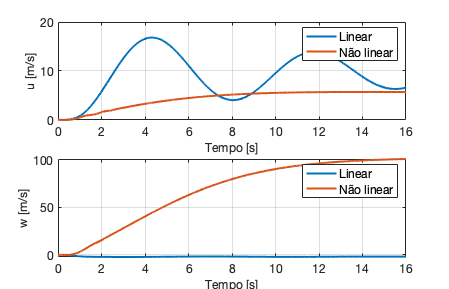 20
10
0
u [m/s]
Linear
Não linear
0 2 4 6 8 10 12 14 16
Tempo [s]
100
50
0
w [m/s]
Linear
Não linear
0 2 4 6 8 10 12 14 16
Tempo [s]